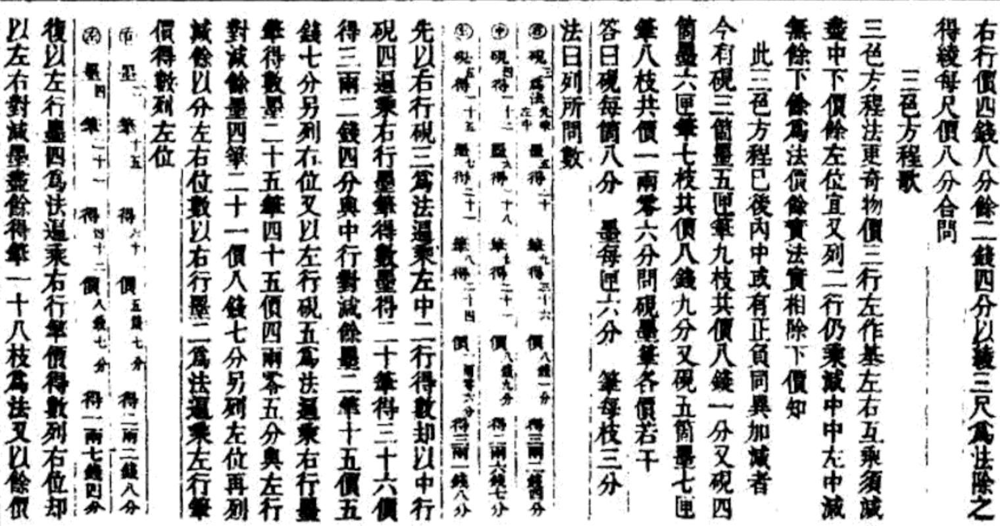 右行價四錢八分餘二錢四分以綾三尺爲法除之
得綾每尺價八分合問
三色方程歌
三色方程法更奇物價三行左作基左右互乘須減
盡中下價餘左位宜又列二行仍乘減中中左中減
無餘下餘爲法價餘實法實相除下價知
此三色方程已後內中或有正負同異加減者
今有硯三箇墨五匣筆九枝共價八錢一分又硯四
箇墨六匣筆七枝共價八錢九分又硯五箇墨七匣
筆八枝共價一兩零六分問硯墨筆各價若干
答曰硯每箇八分 墨每匣六分 筆每枝三分
法曰列所問數
㊨硯三爲法先乘左中 墨五得二十 筆九得三十六 價八錢一分得三兩二錢四分
㊥硯四得一十二 墨六得一十八 筆七得二十一 價八錢九分得二兩六錢七分
㊧硯五得一十五 墨七得二十一 筆八得二十四 價一兩零六分得三兩一錢八分
先以右行硯三爲法遍乘左中二行得數却以中行
硯四遍乘右行墨筆得數墨得二十筆得三十六價
得三兩二錢四分與中行對減餘墨二筆十五價五
錢七分另列右位又以左行硯五爲法遍乘右行墨
筆得數墨二十五筆四十五價四兩零五分與左行
對減餘墨四筆二十一價八錢七分另列左位再列
減餘以分左右位數以右行墨二爲法遍乘左行筆
價得數列左位
㊨ 墨二 筆十五 得六十 價五錢七分 得二兩二錢八分
㊧ 墨四 筆二十一 得四十二 價八錢七分 得一兩七錢四分
復以左行墨四爲法遍乘右行筆價得數列右位却
以左右對減墨盡餘得筆一十八枝爲法又以餘價